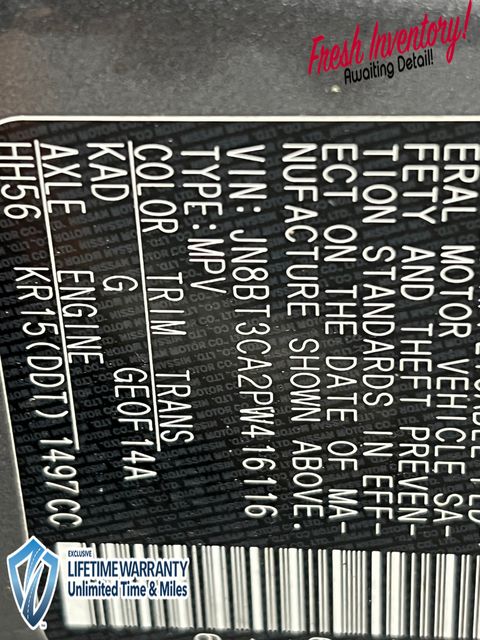 Fresh Inventory!
Awaiting Detail!
ERAL MOTOR VEHICLE SA-
FETY AND THEFT PREVEN-
TION STANDARDS IN EFF-
ECT ON THE DATE OF MA-
NUFACTURE SHOWN ABOVE.
VIN: JN8BT3CA2PW416116
TYPE:MPV
COLOR TRIM TRANS
KAD G GE0F14A
AXLE ENGINE
HH56 KR15(DDT) 1497CC
EXCLUSIVE
LIFETIME WARRANTY
Unlimited Time & Miles